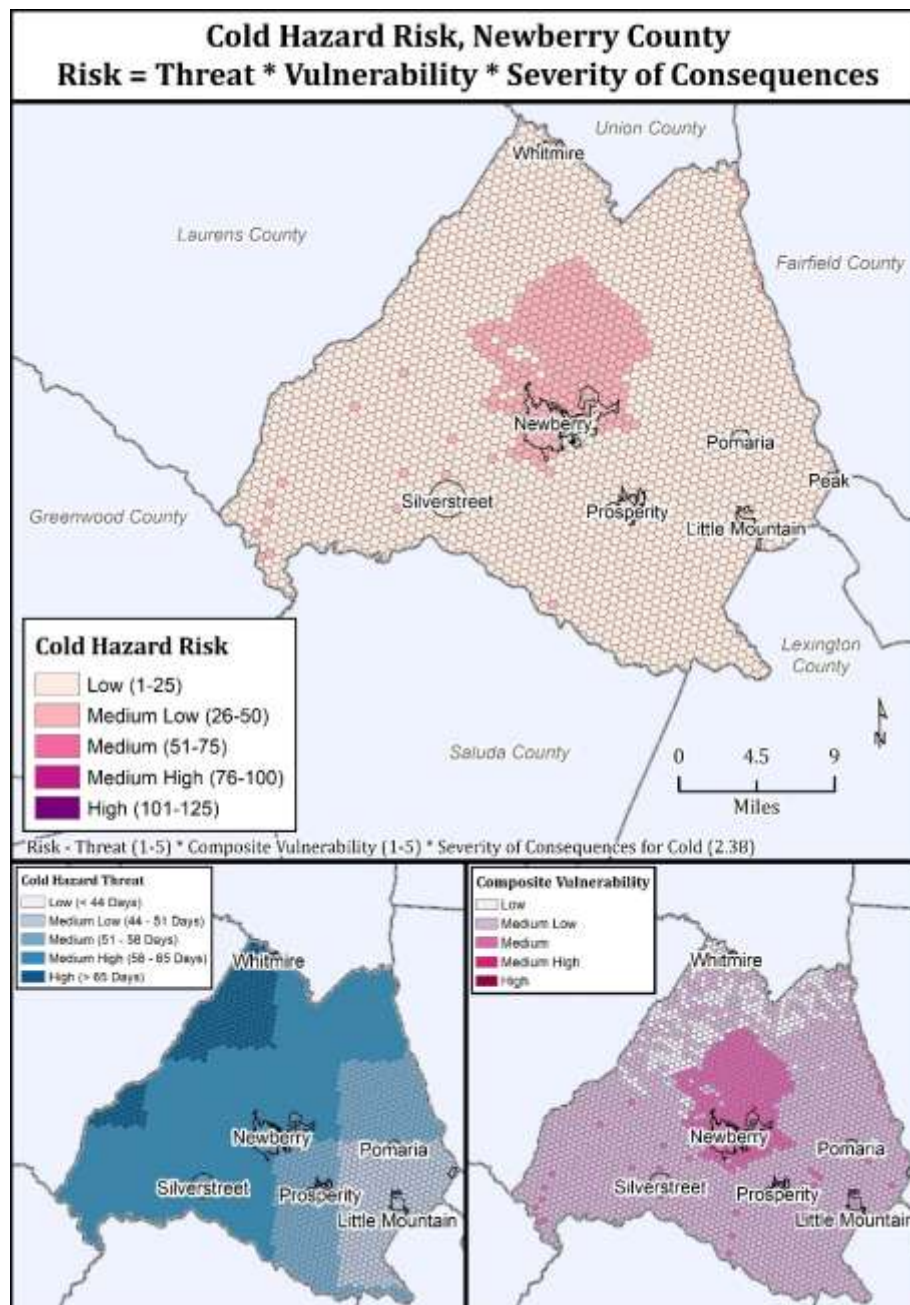 Cold Hazard Risk, Newberry County
Risk = Threat * Vulnerability * Severity of Consequences
Union County
Whitmire
Laurens County
Fairfield County
Newberry
Pomaria
Peak
Silverstreet
Prosperity
Greenwood County
Little Mountain
Lexington
County
Saluda County
Cold Hazard Risk
Low (1-25)
Medium Low (26-50)
Medium (51-75)
Medium High (76-100)
High (101-125)
N
0 4.5 9
Miles
Risk - Threat (1-5) * Composite Vulnerability (1-5) * Severity of Consequences for Cold (2.38)
Cold Hazard Threat
Low (< 44 Days)
Medium Low (44 - 51 Days)
Medium (51 - 58 Days)
Medium High (58 - 65 Days)
High (> 65 Days)
Whitmire
Newberry
Pomaria
Silverstreet
Prosperity
Little Mountain
Composite Vulnerability
Low
Medium Low
Medium
Medium High
High
Whitmire
Newberry
Pomaria
Silverstreet
Prosperity
Little Mountain